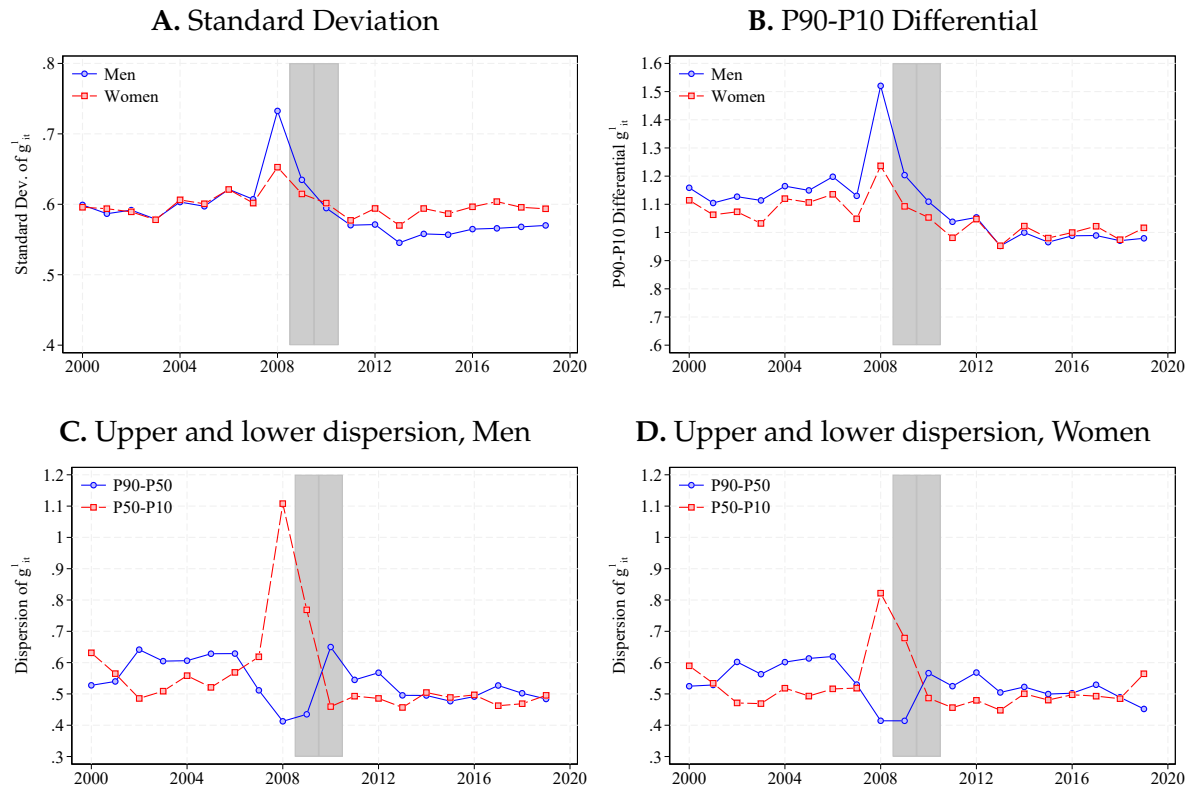 A. Standard Deviation
.8
.7
.6
.5
.4
Standard Dev. of g¹it
Men
Women
2000 2004 2008 2012 2016 2020
B. P90-P10 Differential
1.6
1.5
1.4
1.3
1.2
1.1
1
.9
.8
.7
.6
P90-P10 Differential g¹it
Men
Women
2000 2004 2008 2012 2016 2020
C. Upper and lower dispersion, Men
1.2
1.1
1
.9
.8
.7
.6
.5
.4
.3
Dispersion of g¹it
P90-P50
P50-P10
2000 2004 2008 2012 2016 2020
D. Upper and lower dispersion, Women
1.2
1.1
1
.9
.8
.7
.6
.5
.4
.3
Dispersion of g¹it
P90-P50
P50-P10
2000 2004 2008 2012 2016 2020